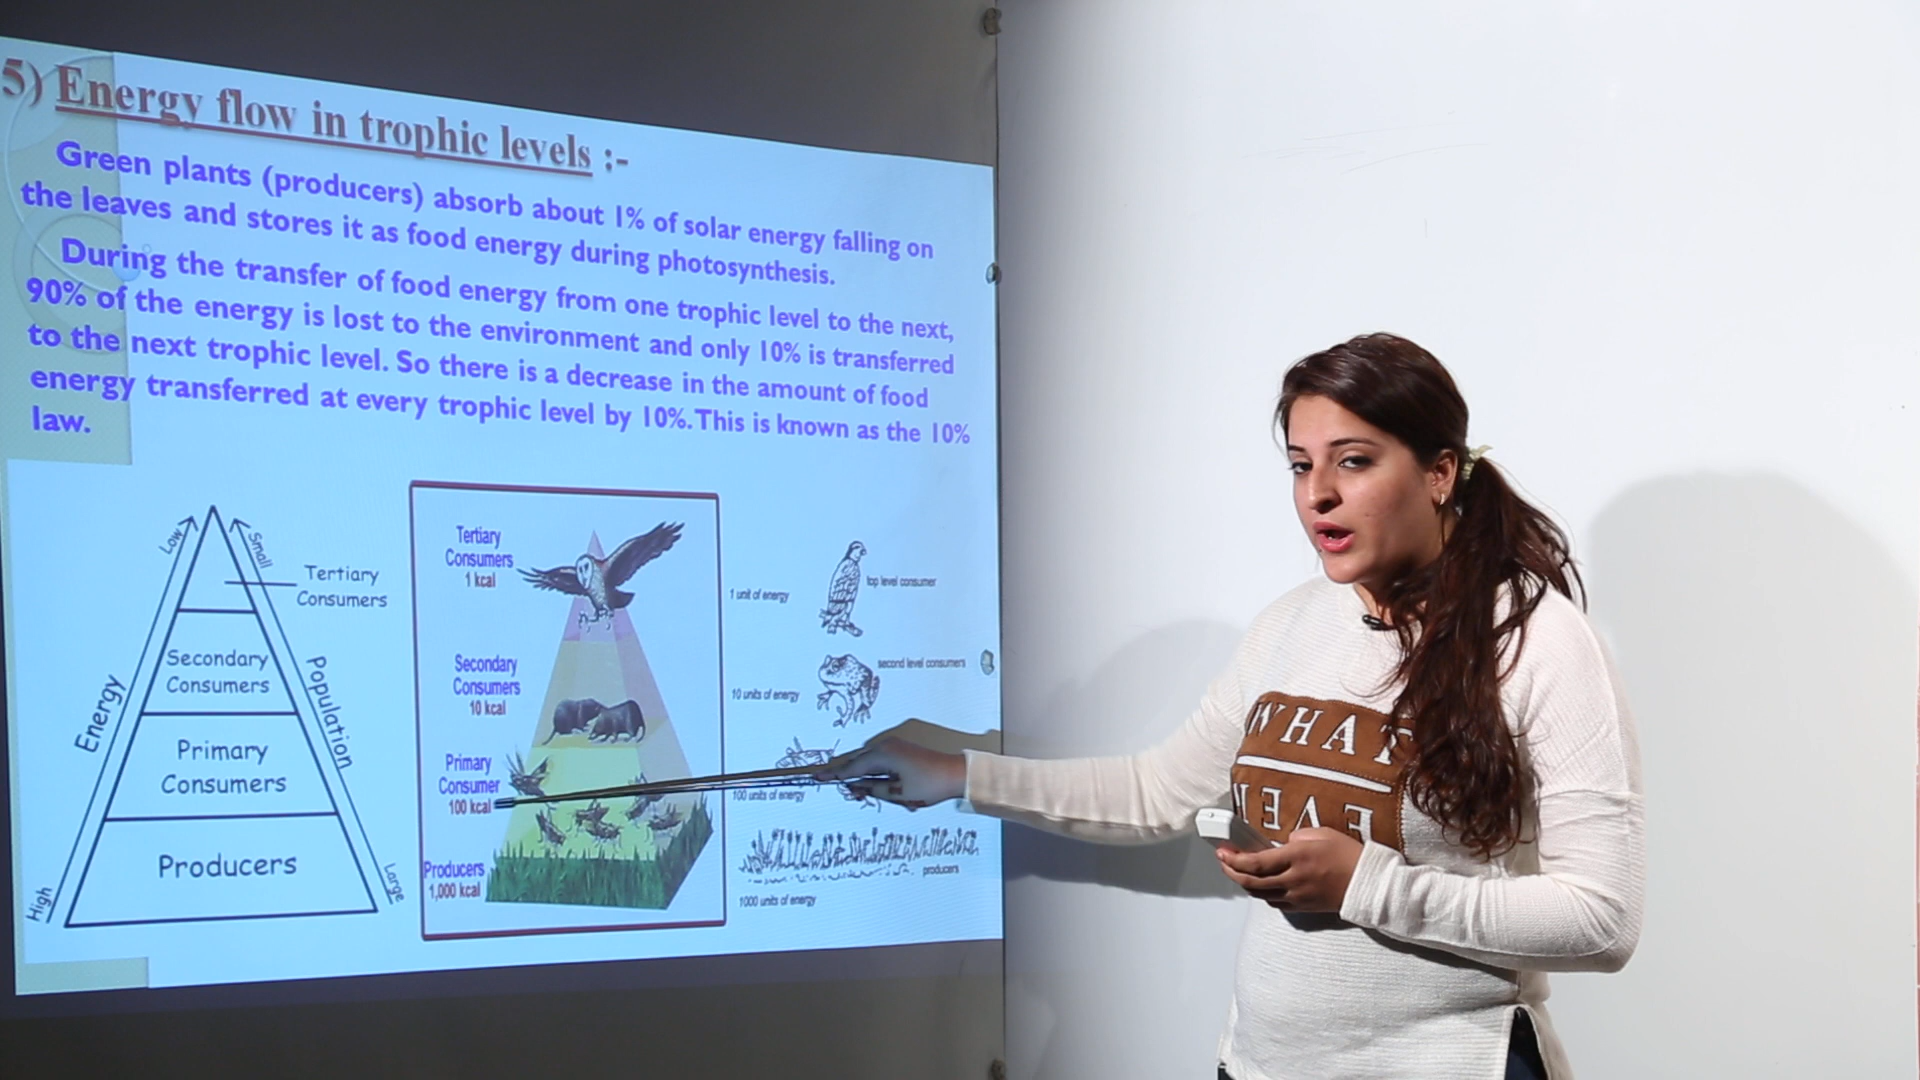 5) Energy flow in trophic levels :-
Green plants (producers) absorb about 1% of solar energy falling on
the leaves and stores it as food energy during photosynthesis.
During the transfer of food energy from one trophic level to the next,
90% of the energy is lost to the environment and only 10% is transferred
to the next trophic level. So there is a decrease in the amount of food
energy transferred at every trophic level by 10%. This is known as the 10%
law.
Low
Small
Tertiary
Consumers
Secondary
Consumers
Primary
Consumers
Producers
Energy
Population
High
Large
Tertiary
Consumers
1 kcal
Secondary
Consumers
10 kcal
Primary
Consumer
100 kcal
Producers
1,000 kcal
1 unit of energy
top level consumer
10 units of energy
second level consumers
100 units of energy
producers
1000 units of energy
WHAT
EVER